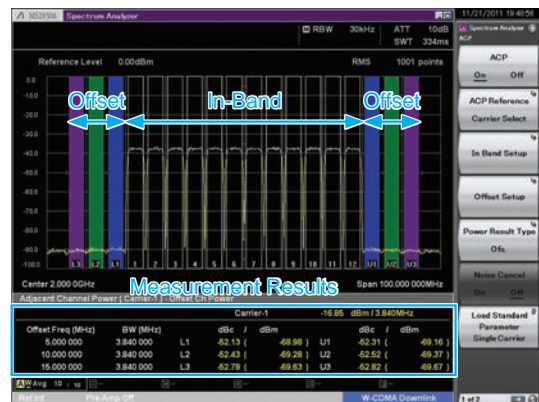 MS2690A Spectrum Analyzer
11/21/2011 19:48:56
M RBW 30kHz ATT 10dB
SWT 334ms
Spectrum Analyzer
ACP
Reference Level 0.00dBm
RMS 1001 points
ACP
On Off
0.0
-10.0
Offset In-Band Offset
ACP Reference
Carrier Select
-40.0
In Band Setup
-50.0
-60.0
Offset Setup
-70.0
-80.0
Power Result Type
Ofs.
-90.0
-100.0
L3 L2 L1 1 2 3 4 5 6 7 8 9 10 11 12 U1 U2 U3
Center 2.000 0GHz
Span 100.000 000MHz
Measurement Results
Noise Cancel
On Off
Adjacent Channel Power ( Carrier-1 ) - Offset Ch Power
Carrier-1 -16.85 dBm / 3.840MHz
Offset Freq (MHz) BW (MHz) dBc / dBm dBc / dBm
5.000 000 3.840 000 L1 -52.13 ( -68.98 ) U1 -52.31 ( -69.16 )
10.000 000 3.840 000 L2 -52.43 ( -69.28 ) U2 -52.52 ( -69.37 )
15.000 000 3.840 000 L3 -52.78 ( -69.63 ) U3 -52.82 ( -69.67 )
Load Standard
Parameter
Single Carrier
A W Avg 10 / 10
Ref.Int Pre-Amp Off W-CDMA Downlink
1 of 2